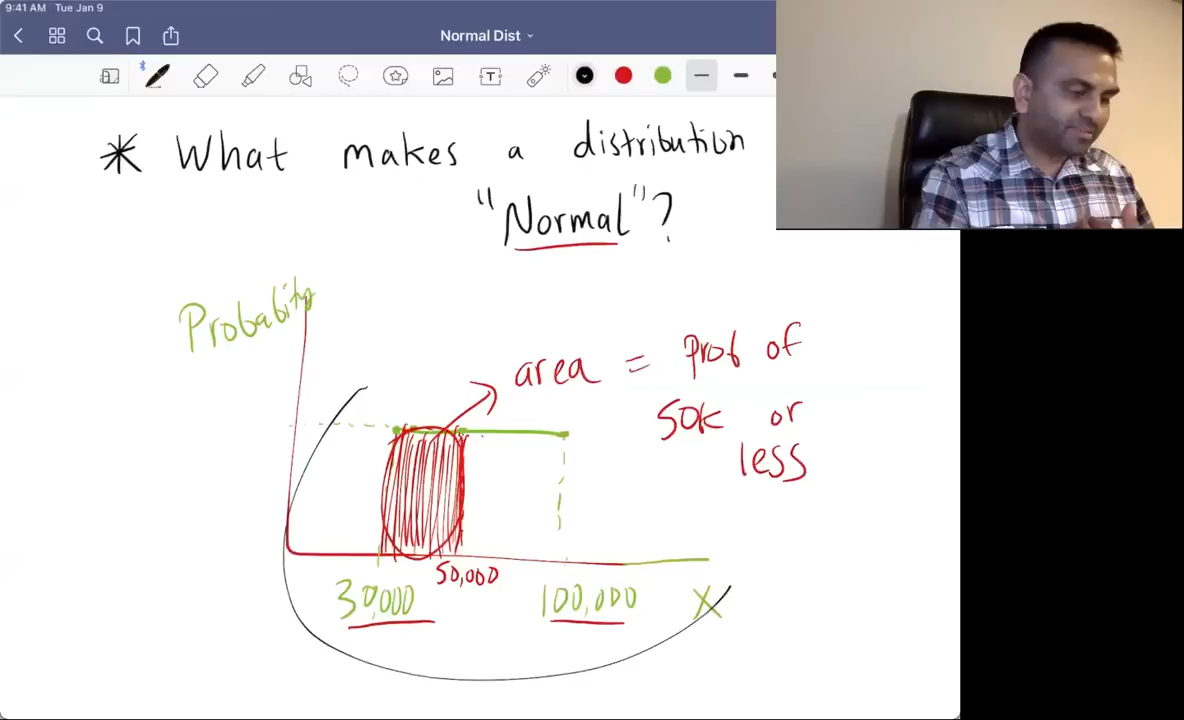 9:41 AM Tue Jan 9
Normal Dist
T
* What makes a distribution
"Normal"?
Probability
area = Prob of
50k or
less
50,000
30,000
100,000
X